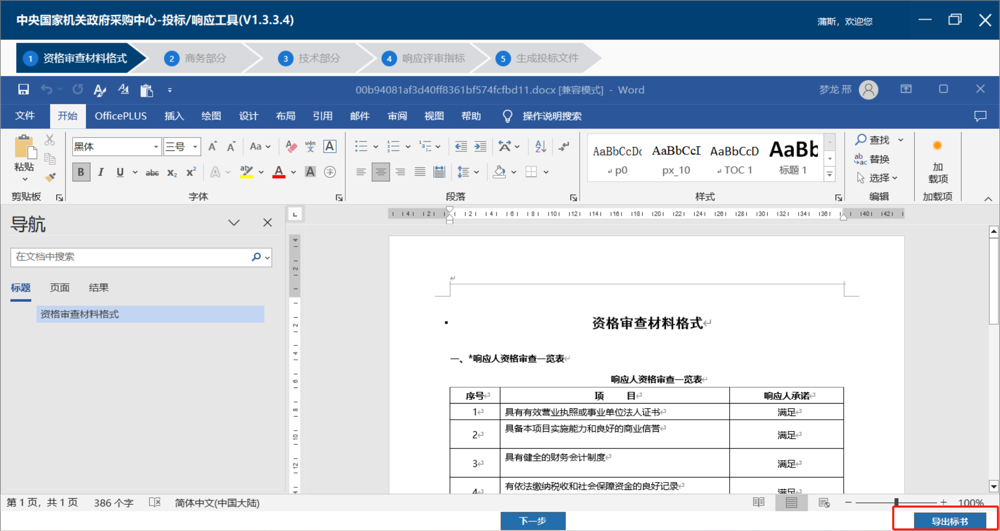 中央国家机关政府采购中心-投标/响应工具(V1.3.3.4)
蒲斯，欢迎您
1 资格审查材料格式
2 商务部分
3 技术部分
4 响应评审指标
5 生成投标文件
00b94081af3d40ff8361bf574fcfbd11.docx [兼容模式] - Word
梦龙 邢
文件 开始 OfficePLUS 插入 绘图 设计 布局 引用 邮件 审阅 视图 帮助 操作说明搜索
粘贴
剪贴板
黑体 三号
字体
段落
AaBbCcDc AaBbCcI AaBbCcD AaBb
p0 px_10 TOC 1 标题 1
样式
查找
替换
选择
编辑
加
载项
加载项
导航
在文档中搜索
标题 页面 结果
资格审查材料格式
资格审查材料格式
一、*响应人资格审查一览表
响应人资格审查一览表
序号 项 目 响应人承诺
1 具有有效营业执照或事业单位法人证书 满足
2 具备本项目实施能力和良好的商业信誉 满足
3 具有健全的财务会计制度 满足
4 有依法缴纳税收和社会保障资金的良好记录 满足
第 1 页，共 1 页 386 个字 简体中文(中国大陆) 100%
下一步
导出标书